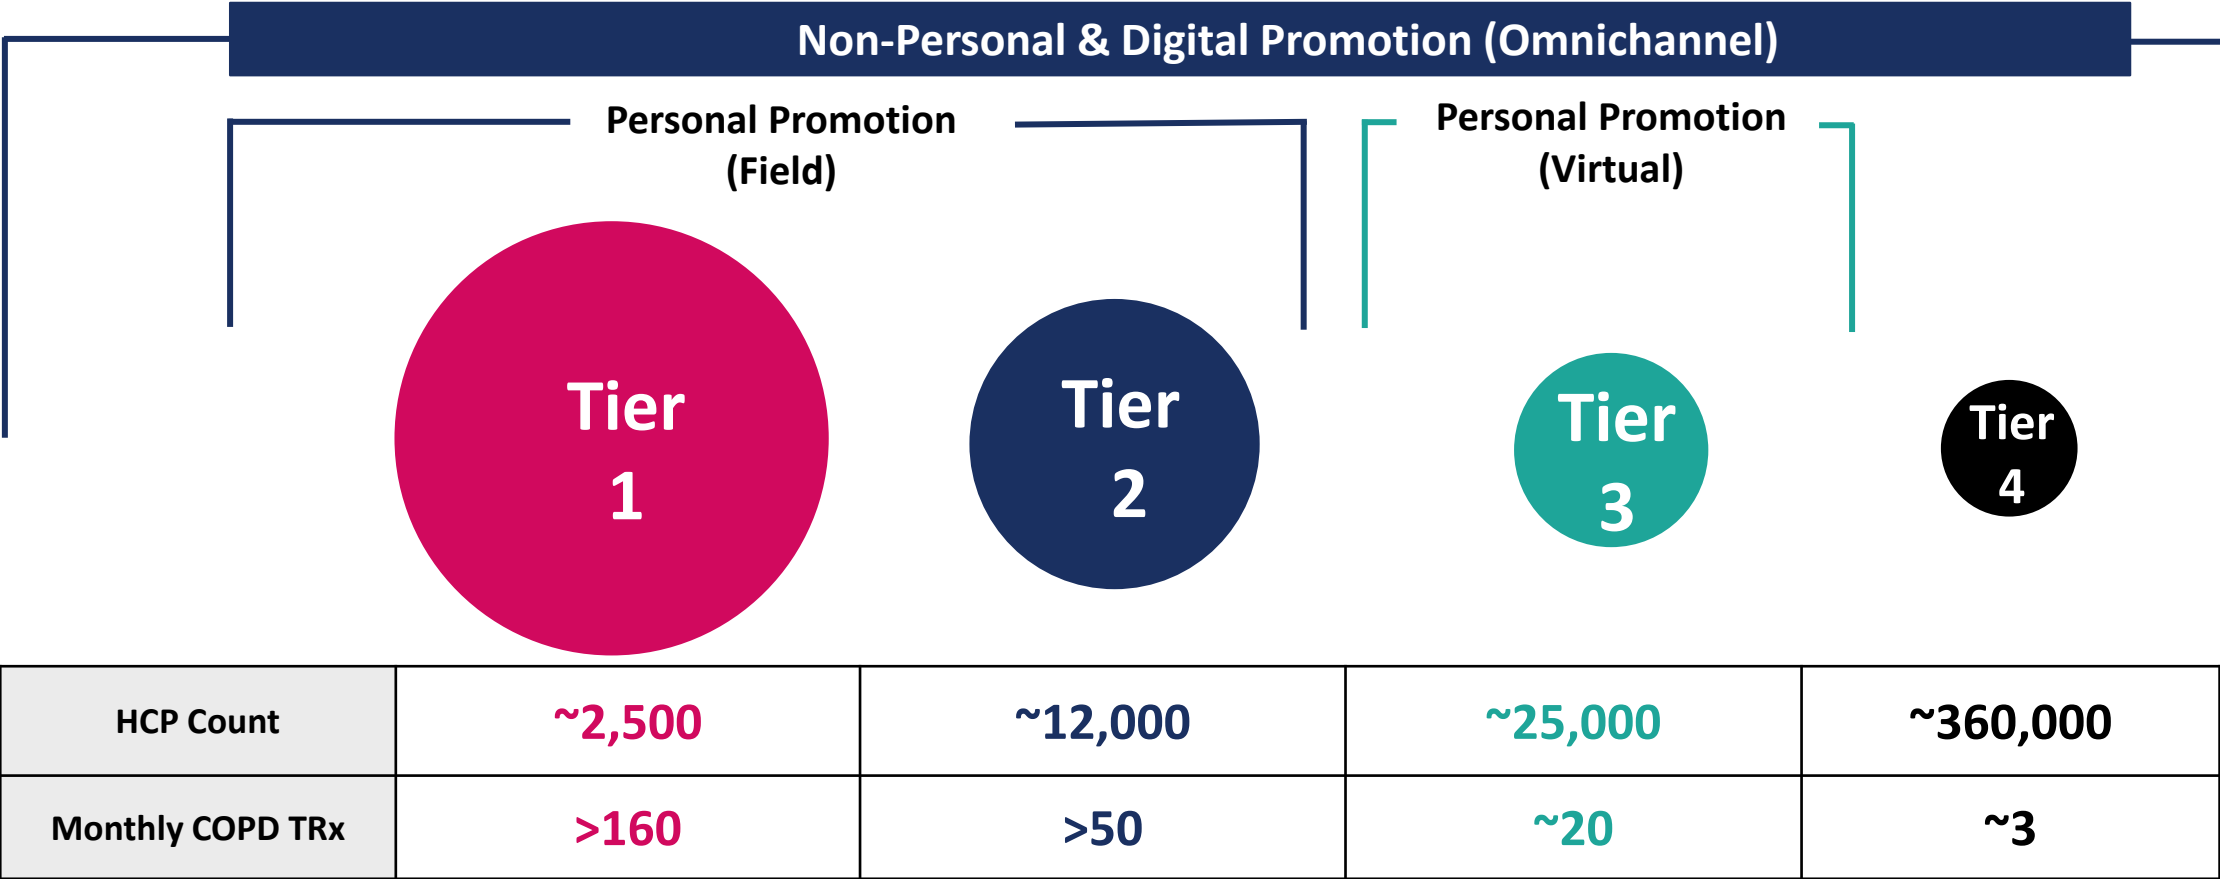 Non-Personal & Digital Promotion (Omnichannel)
Personal Promotion
(Field)
Personal Promotion
(Virtual)
Tier
1
Tier
2
Tier
3
Tier
4
HCP Count ~2,500 ~12,000 ~25,000 ~360,000
Monthly COPD TRx >160 >50 ~20 ~3